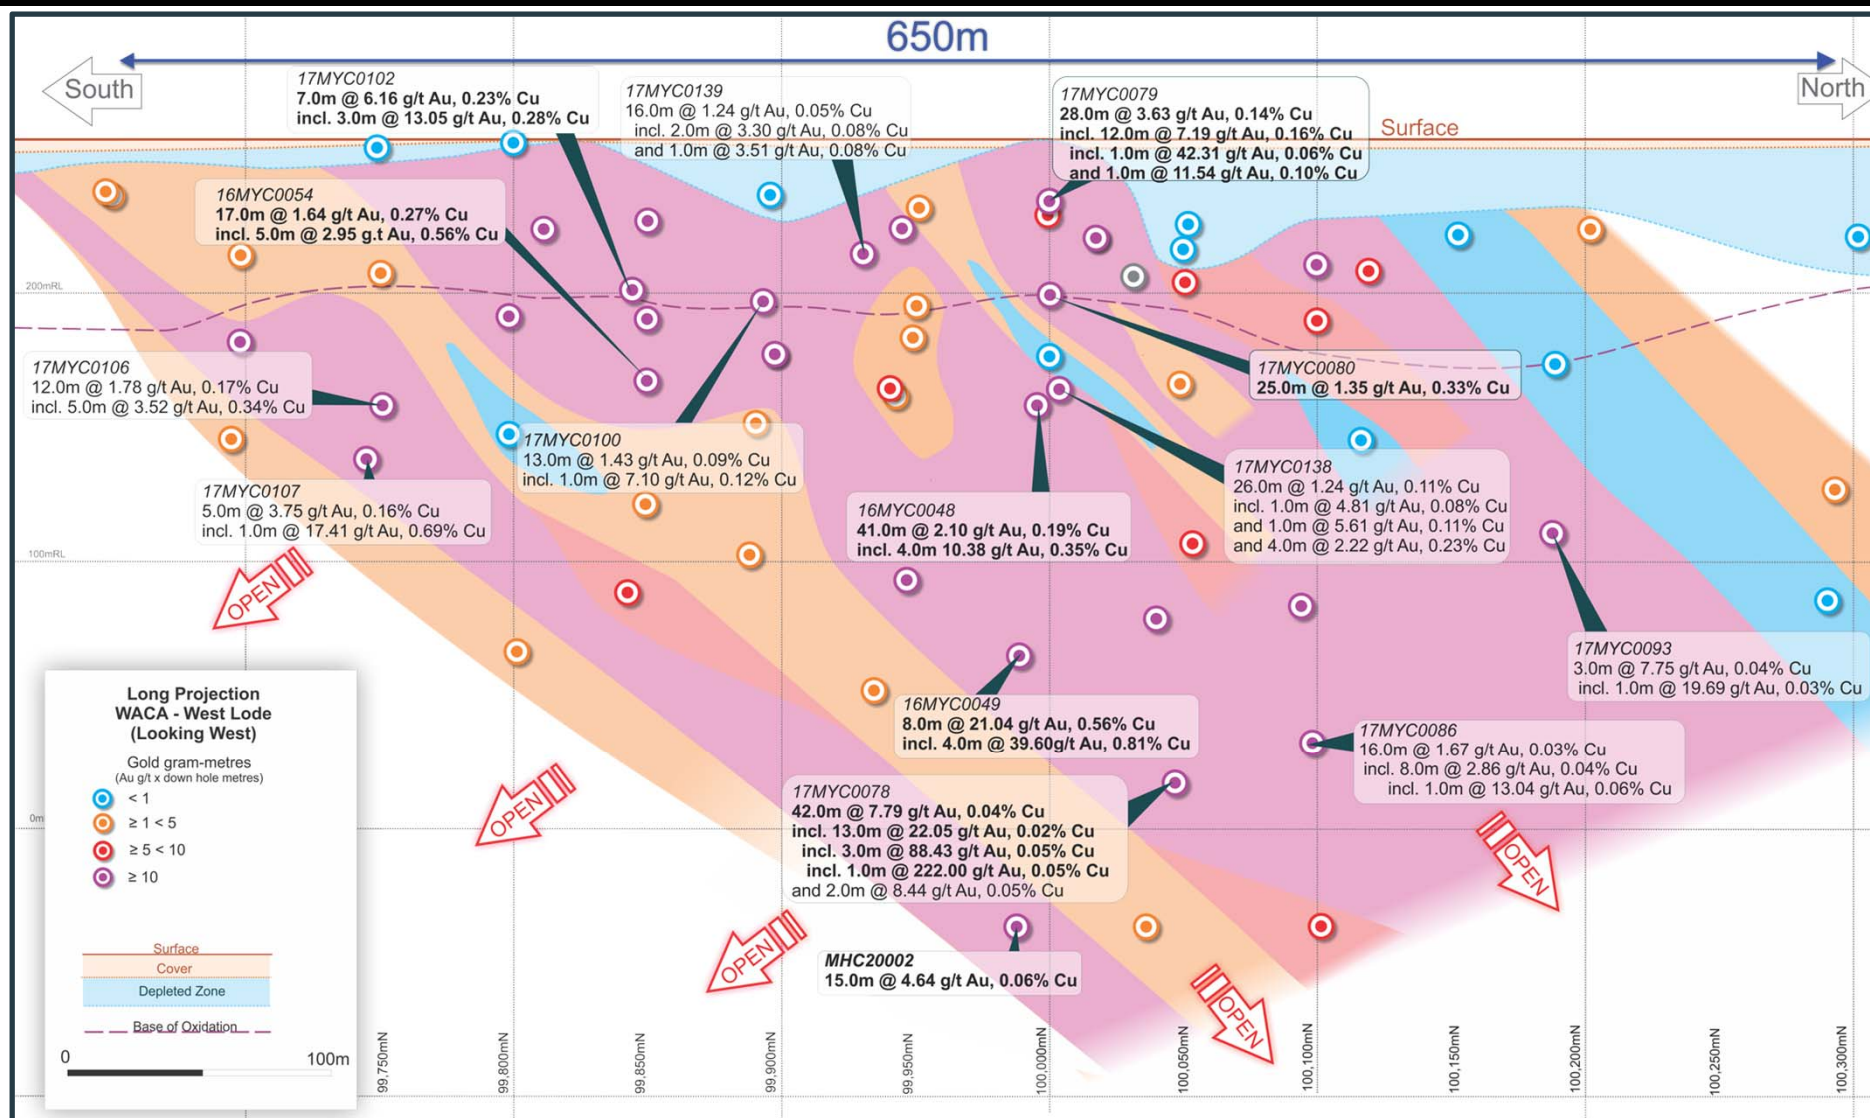 650m
South
North
Surface
17MYC0102
7.0m @ 6.16 g/t Au, 0.23% Cu
incl. 3.0m @ 13.05 g/t Au, 0.28% Cu
17MYC0139
16.0m @ 1.24 g/t Au, 0.05% Cu
incl. 2.0m @ 3.30 g/t Au, 0.08% Cu
and 1.0m @ 3.51 g/t Au, 0.08% Cu
17MYC0079
28.0m @ 3.63 g/t Au, 0.14% Cu
incl. 12.0m @ 7.19 g/t Au, 0.16% Cu
incl. 1.0m @ 42.31 g/t Au, 0.06% Cu
and 1.0m @ 11.54 g/t Au, 0.10% Cu
16MYC0054
17.0m @ 1.64 g/t Au, 0.27% Cu
incl. 5.0m @ 2.95 g.t Au, 0.56% Cu
200mRL
17MYC0106
12.0m @ 1.78 g/t Au, 0.17% Cu
incl. 5.0m @ 3.52 g/t Au, 0.34% Cu
17MYC0080
25.0m @ 1.35 g/t Au, 0.33% Cu
17MYC0100
13.0m @ 1.43 g/t Au, 0.09% Cu
incl. 1.0m @ 7.10 g/t Au, 0.12% Cu
17MYC0107
5.0m @ 3.75 g/t Au, 0.16% Cu
incl. 1.0m @ 17.41 g/t Au, 0.69% Cu
17MYC0138
26.0m @ 1.24 g/t Au, 0.11% Cu
incl. 1.0m @ 4.81 g/t Au, 0.08% Cu
and 1.0m @ 5.61 g/t Au, 0.11% Cu
and 4.0m @ 2.22 g/t Au, 0.23% Cu
16MYC0048
41.0m @ 2.10 g/t Au, 0.19% Cu
incl. 4.0m 10.38 g/t Au, 0.35% Cu
100mRL
OPEN
17MYC0093
3.0m @ 7.75 g/t Au, 0.04% Cu
incl. 1.0m @ 19.69 g/t Au, 0.03% Cu
16MYC0049
8.0m @ 21.04 g/t Au, 0.56% Cu
incl. 4.0m @ 39.60g/t Au, 0.81% Cu
17MYC0086
16.0m @ 1.67 g/t Au, 0.03% Cu
incl. 8.0m @ 2.86 g/t Au, 0.04% Cu
incl. 1.0m @ 13.04 g/t Au, 0.06% Cu
OPEN
17MYC0078
42.0m @ 7.79 g/t Au, 0.04% Cu
incl. 13.0m @ 22.05 g/t Au, 0.02% Cu
incl. 3.0m @ 88.43 g/t Au, 0.05% Cu
incl. 1.0m @ 222.00 g/t Au, 0.05% Cu
and 2.0m @ 8.44 g/t Au, 0.05% Cu
OPEN
OPEN
MHC20002
15.0m @ 4.64 g/t Au, 0.06% Cu
OPEN
Long Projection
WACA - West Lode
(Looking West)
Gold gram-metres
(Au g/t x down hole metres)
< 1
≥ 1 < 5
≥ 5 < 10
≥ 10
0m
Surface
Cover
Depleted Zone
Base of Oxidation
0 100m
99,750mN
99,800mN
99,850mN
99,900mN
99,950mN
100,000mN
100,050mN
100,100mN
100,150mN
100,200mN
100,250mN
100,300mN